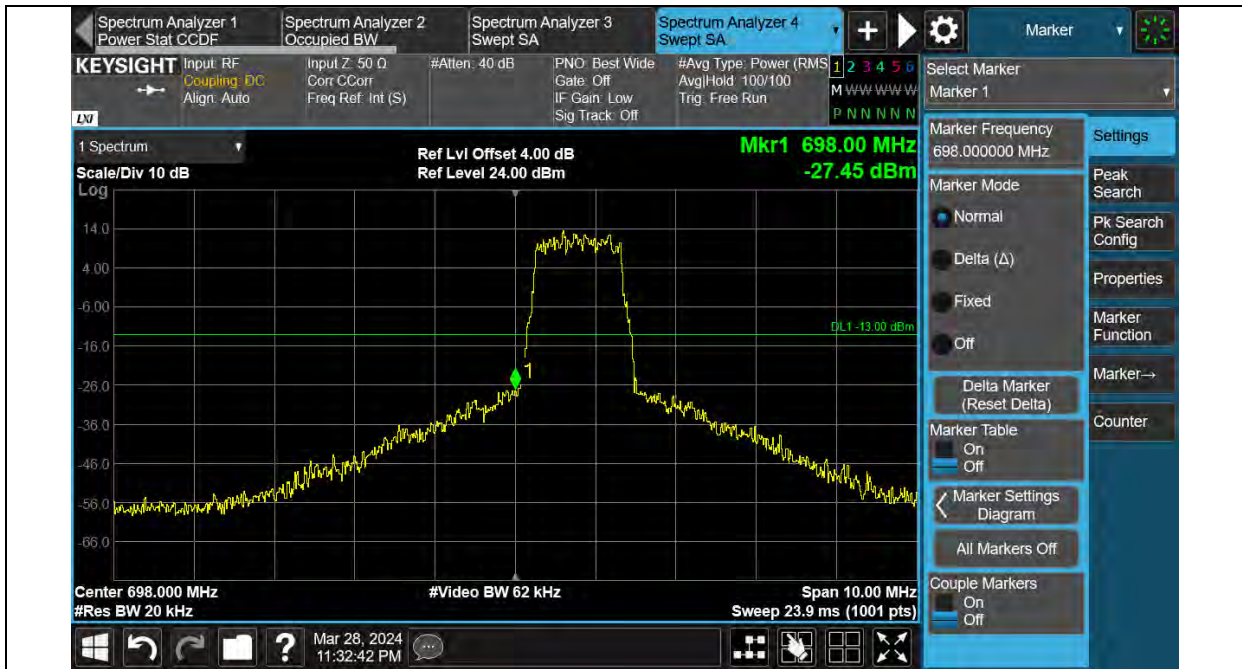 Spectrum Analyzer 1
Power Stat CCDF
Spectrum Analyzer 2
Occupied BW
Spectrum Analyzer 3
Swept SA
Spectrum Analyzer 4
Swept SA
Marker
KEYSIGHT
LXI
Input: RF
Coupling: DC
Align: Auto
Input Z: 50 Ω
Corr CCorr
Freq Ref: Int (S)
#Atten: 40 dB
PNO: Best Wide
Gate: Off
IF Gain: Low
Sig Track: Off
#Avg Type: Power (RMS
Avg|Hold: 100/100
Trig: Free Run
1 2 3 4 5 6
M W W W W W
P N N N N N
Select Marker
Marker 1
1 Spectrum
Scale/Div 10 dB
Ref Lvl Offset 4.00 dB
Ref Level 24.00 dBm
Mkr1 698.00 MHz
-27.45 dBm
Log
14.0
4.00
-6.00
-16.0
-26.0
-36.0
-46.0
-56.0
-66.0
DL1 -13.00 dBm
1
Center 698.000 MHz
#Res BW 20 kHz
#Video BW 62 kHz
Span 10.00 MHz
Sweep 23.9 ms (1001 pts)
Marker Frequency
698.000000 MHz
Marker Mode
Normal
Delta (Δ)
Fixed
Off
Delta Marker
(Reset Delta)
Marker Table
On
Off
Marker Settings
Diagram
All Markers Off
Couple Markers
On
Off
Settings
Peak
Search
Pk Search
Config
Properties
Marker
Function
Marker→
Counter
?
Mar 28, 2024
11:32:42 PM